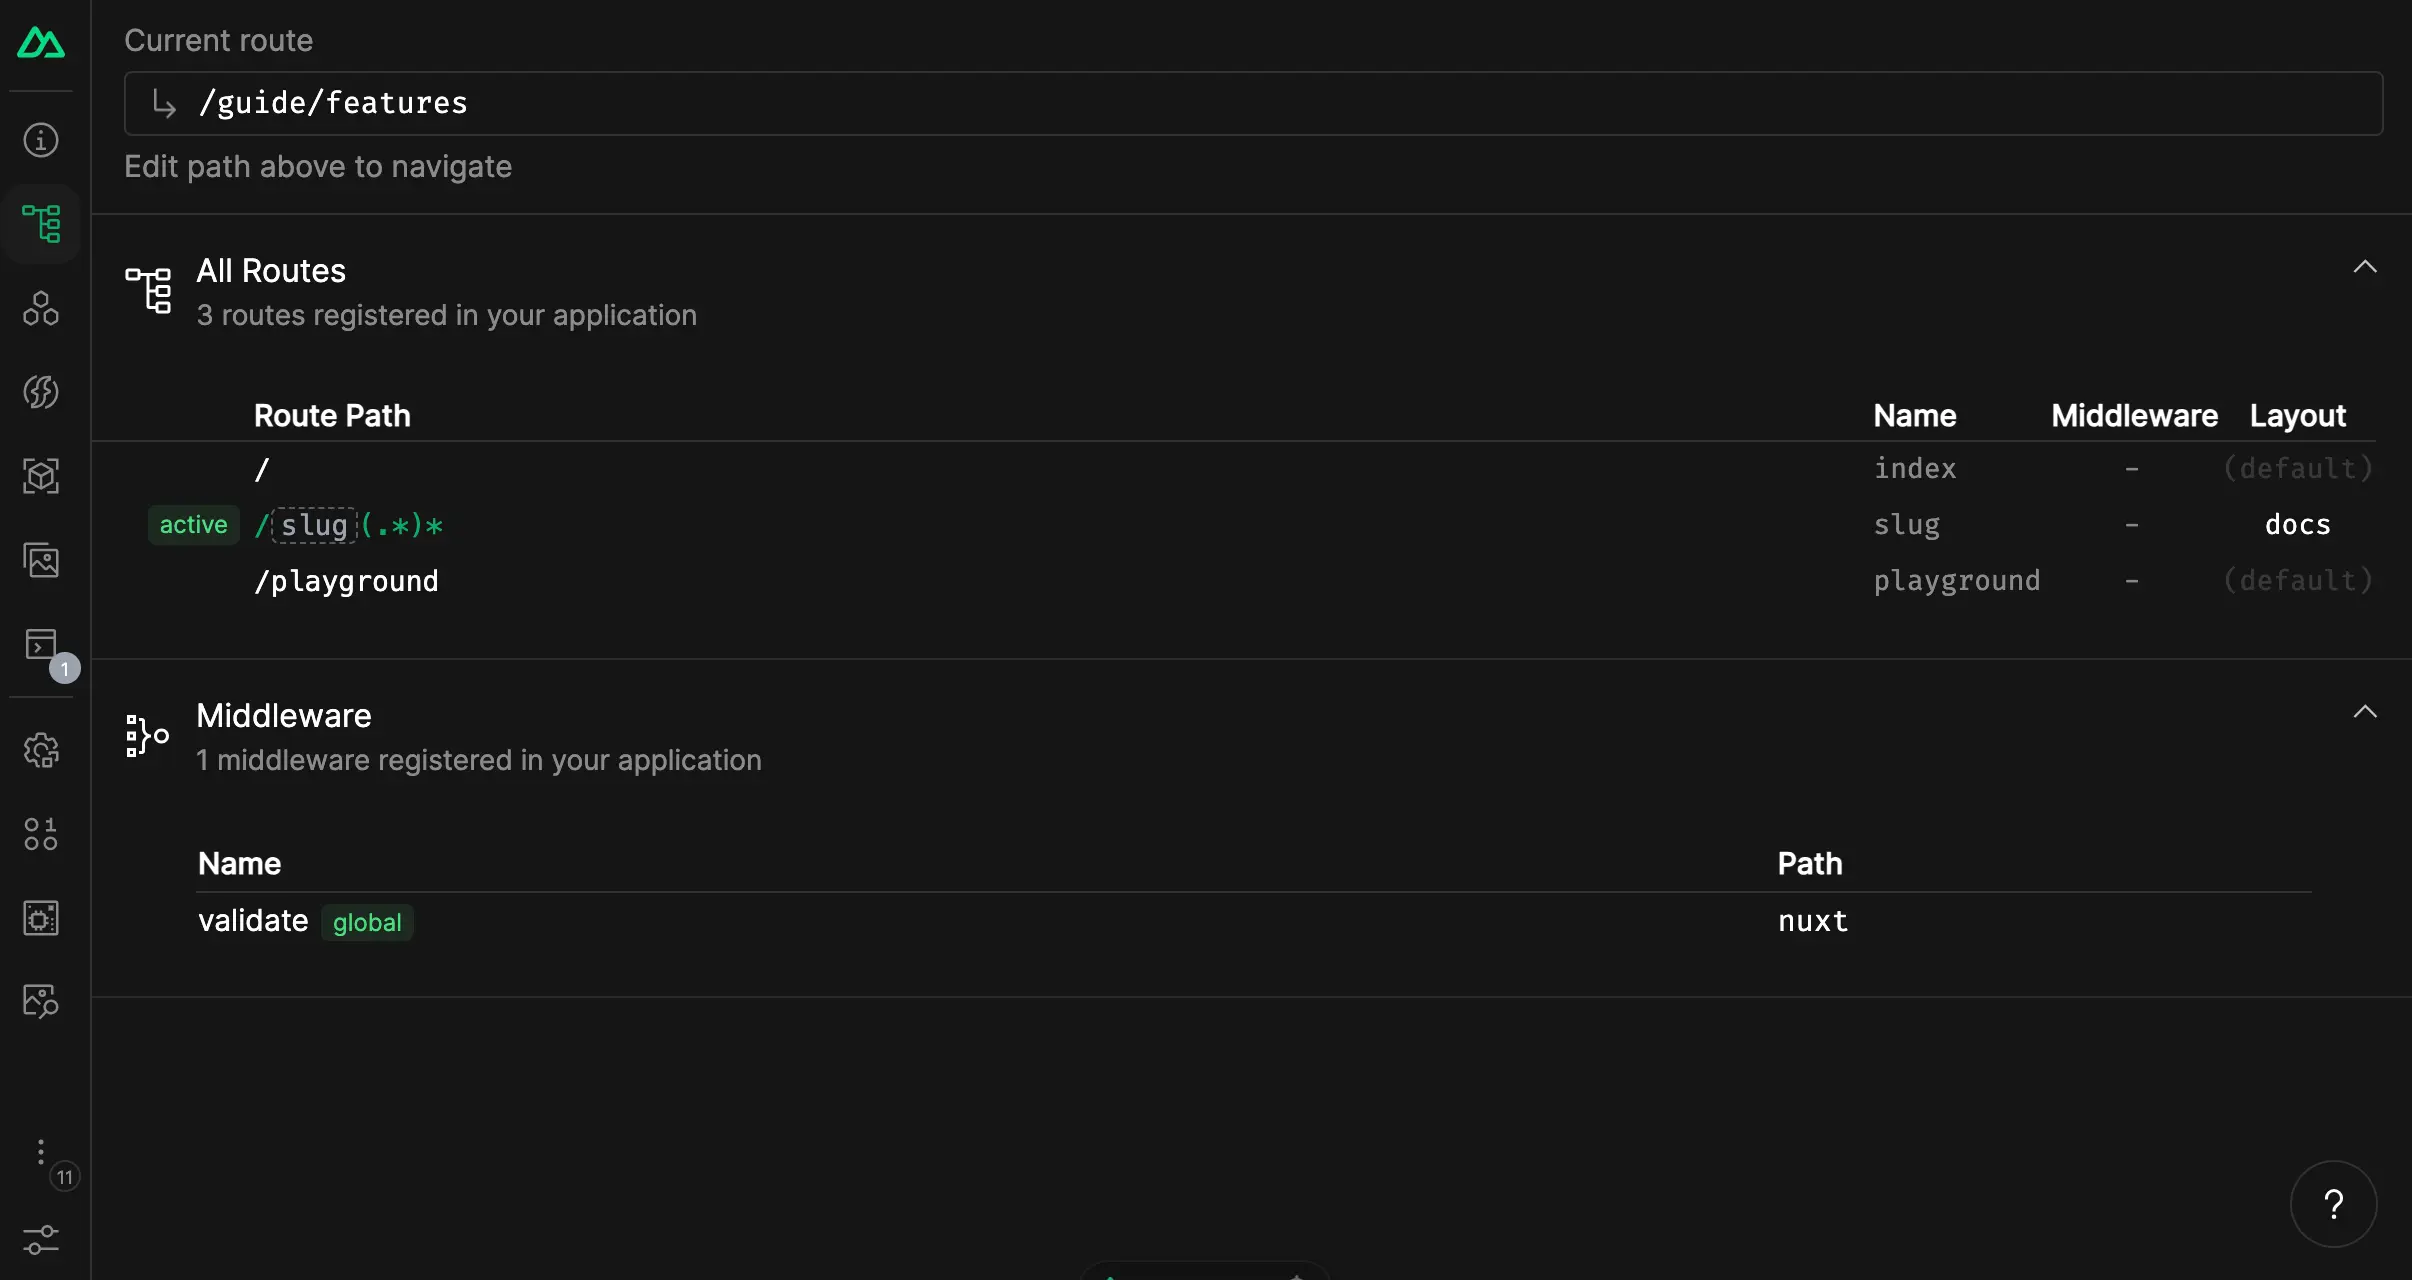 Current route
/guide/features
Edit path above to navigate
All Routes
3 routes registered in your application
Route Path Name Middleware Layout
/ index - (default)
active /slug(.*)* slug - docs
/playground playground - (default)
1
Middleware
1 middleware registered in your application
Name Path
validate global nuxt
11
?